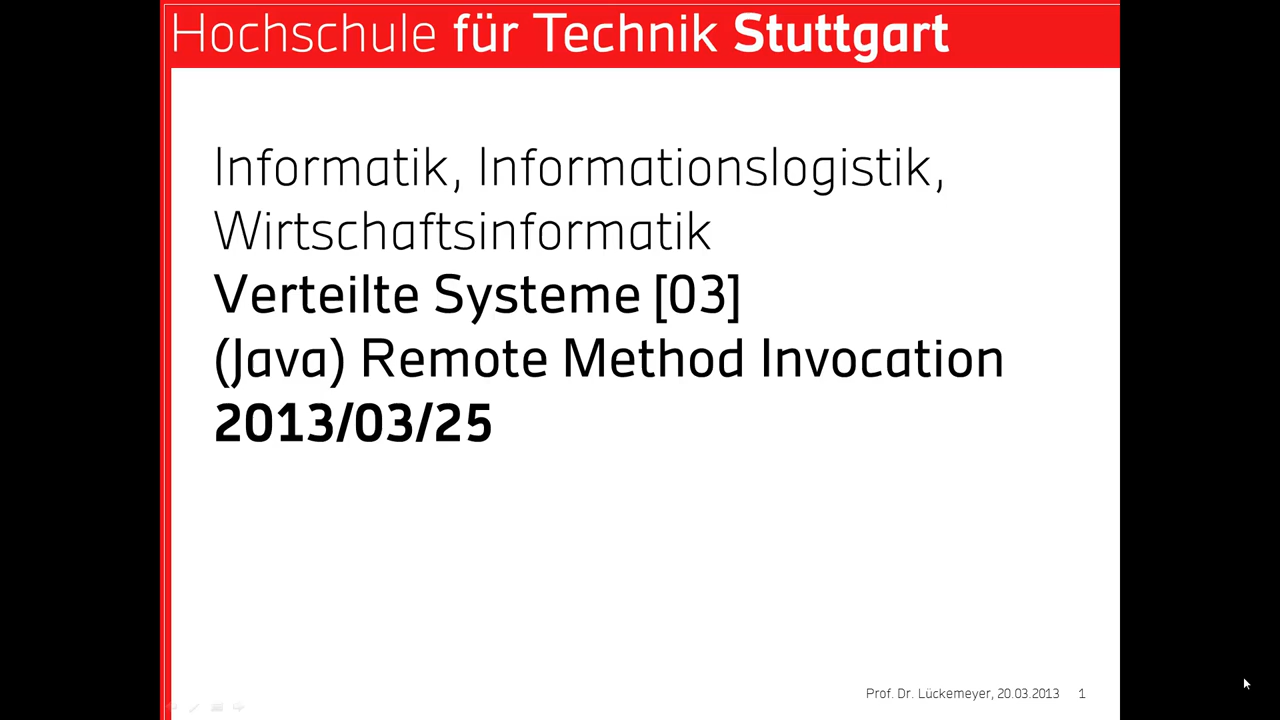 Hochschule für Technik Stuttgart
Informatik, Informationslogistik,
Wirtschaftsinformatik
Verteilte Systeme [03]
(Java) Remote Method Invocation
2013/03/25
Prof. Dr. Lückemeyer, 20.03.2013 1